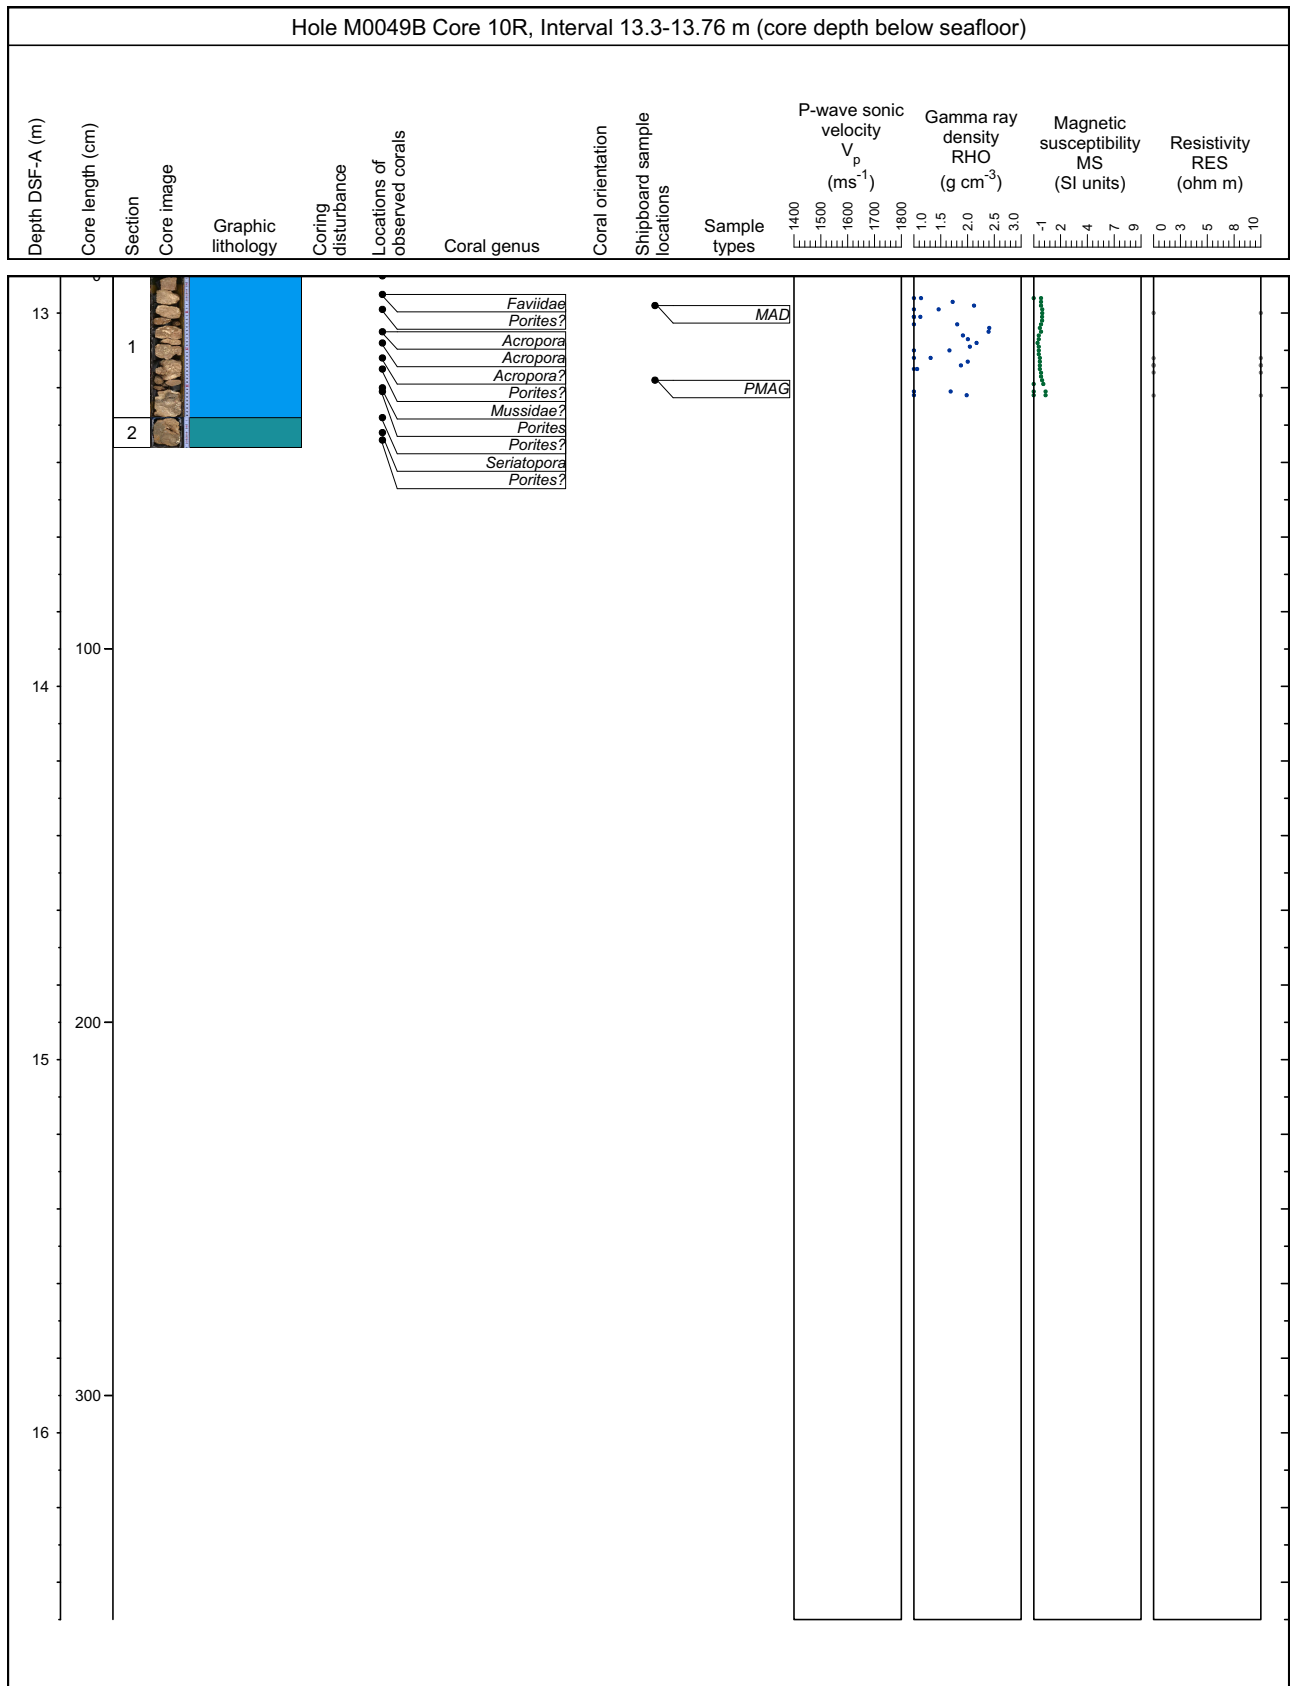 Hole M0049B Core 10R, Interval 13.3-13.76 m (core depth below seafloor)
Depth DSF-A (m)
Core length (cm)
Section
Core image
Graphic
lithology
Coring
disturbance
Locations of
observed corals
Coral genus
Coral orientation
Shipboard sample
locations
Sample
types
P-wave sonic
velocity
Vp
(ms-1)
1400 1500 1600 1700 1800
Gamma ray
density
RHO
(g cm-3)
1.0 1.5 2.0 2.5 3.0
Magnetic
susceptibility
MS
(SI units)
-1 2 4 7 9
Resistivity
RES
(ohm m)
0 3 5 8 10
0
13
1
2
Faviidae
Porites?
Acropora
Acropora
Acropora?
Porites?
Mussidae?
Porites
Porites?
Seriatopora
Porites?
MAD
PMAG
100
14
200
15
300
16